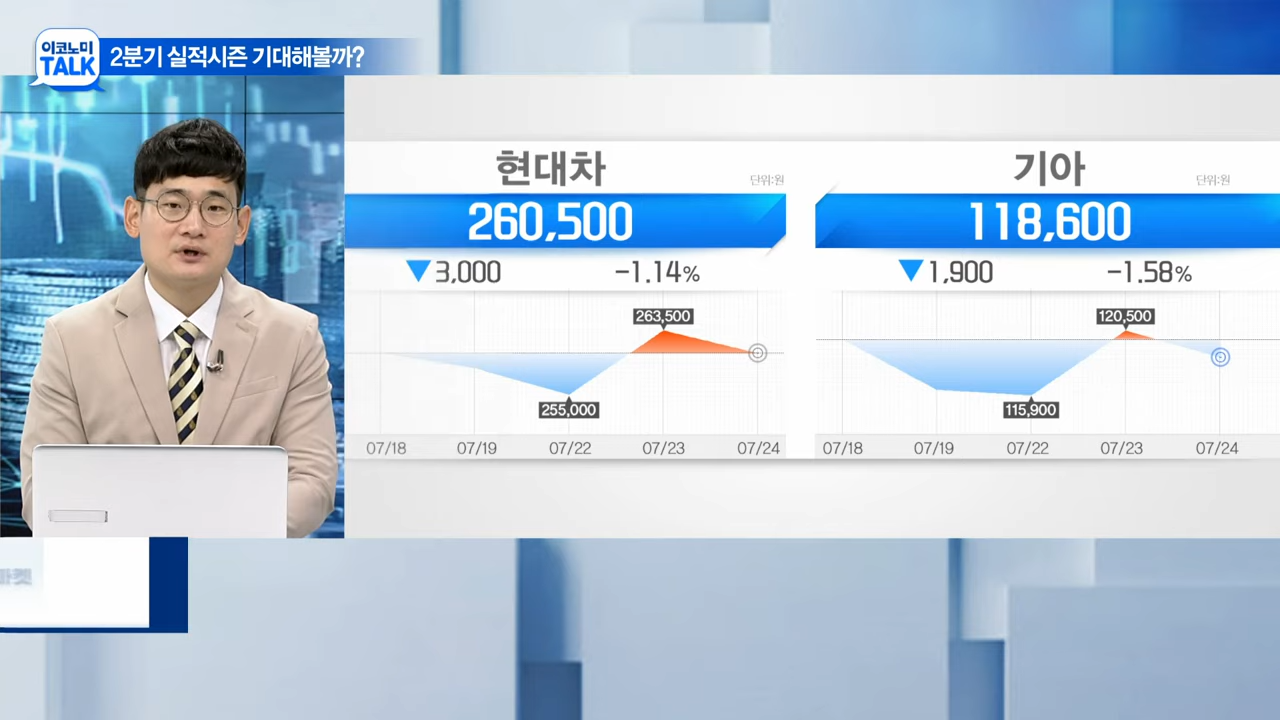 이코노미
TALK
2분기 실적시즌 기대해볼까?
현대차
단위:원
260,500
▼3,000
-1.14%
263,500
255,000
07/18
07/19
07/22
07/23
07/24
기아
단위:원
118,600
▼1,900
-1.58%
120,500
115,900
07/18
07/19
07/22
07/23
07/24